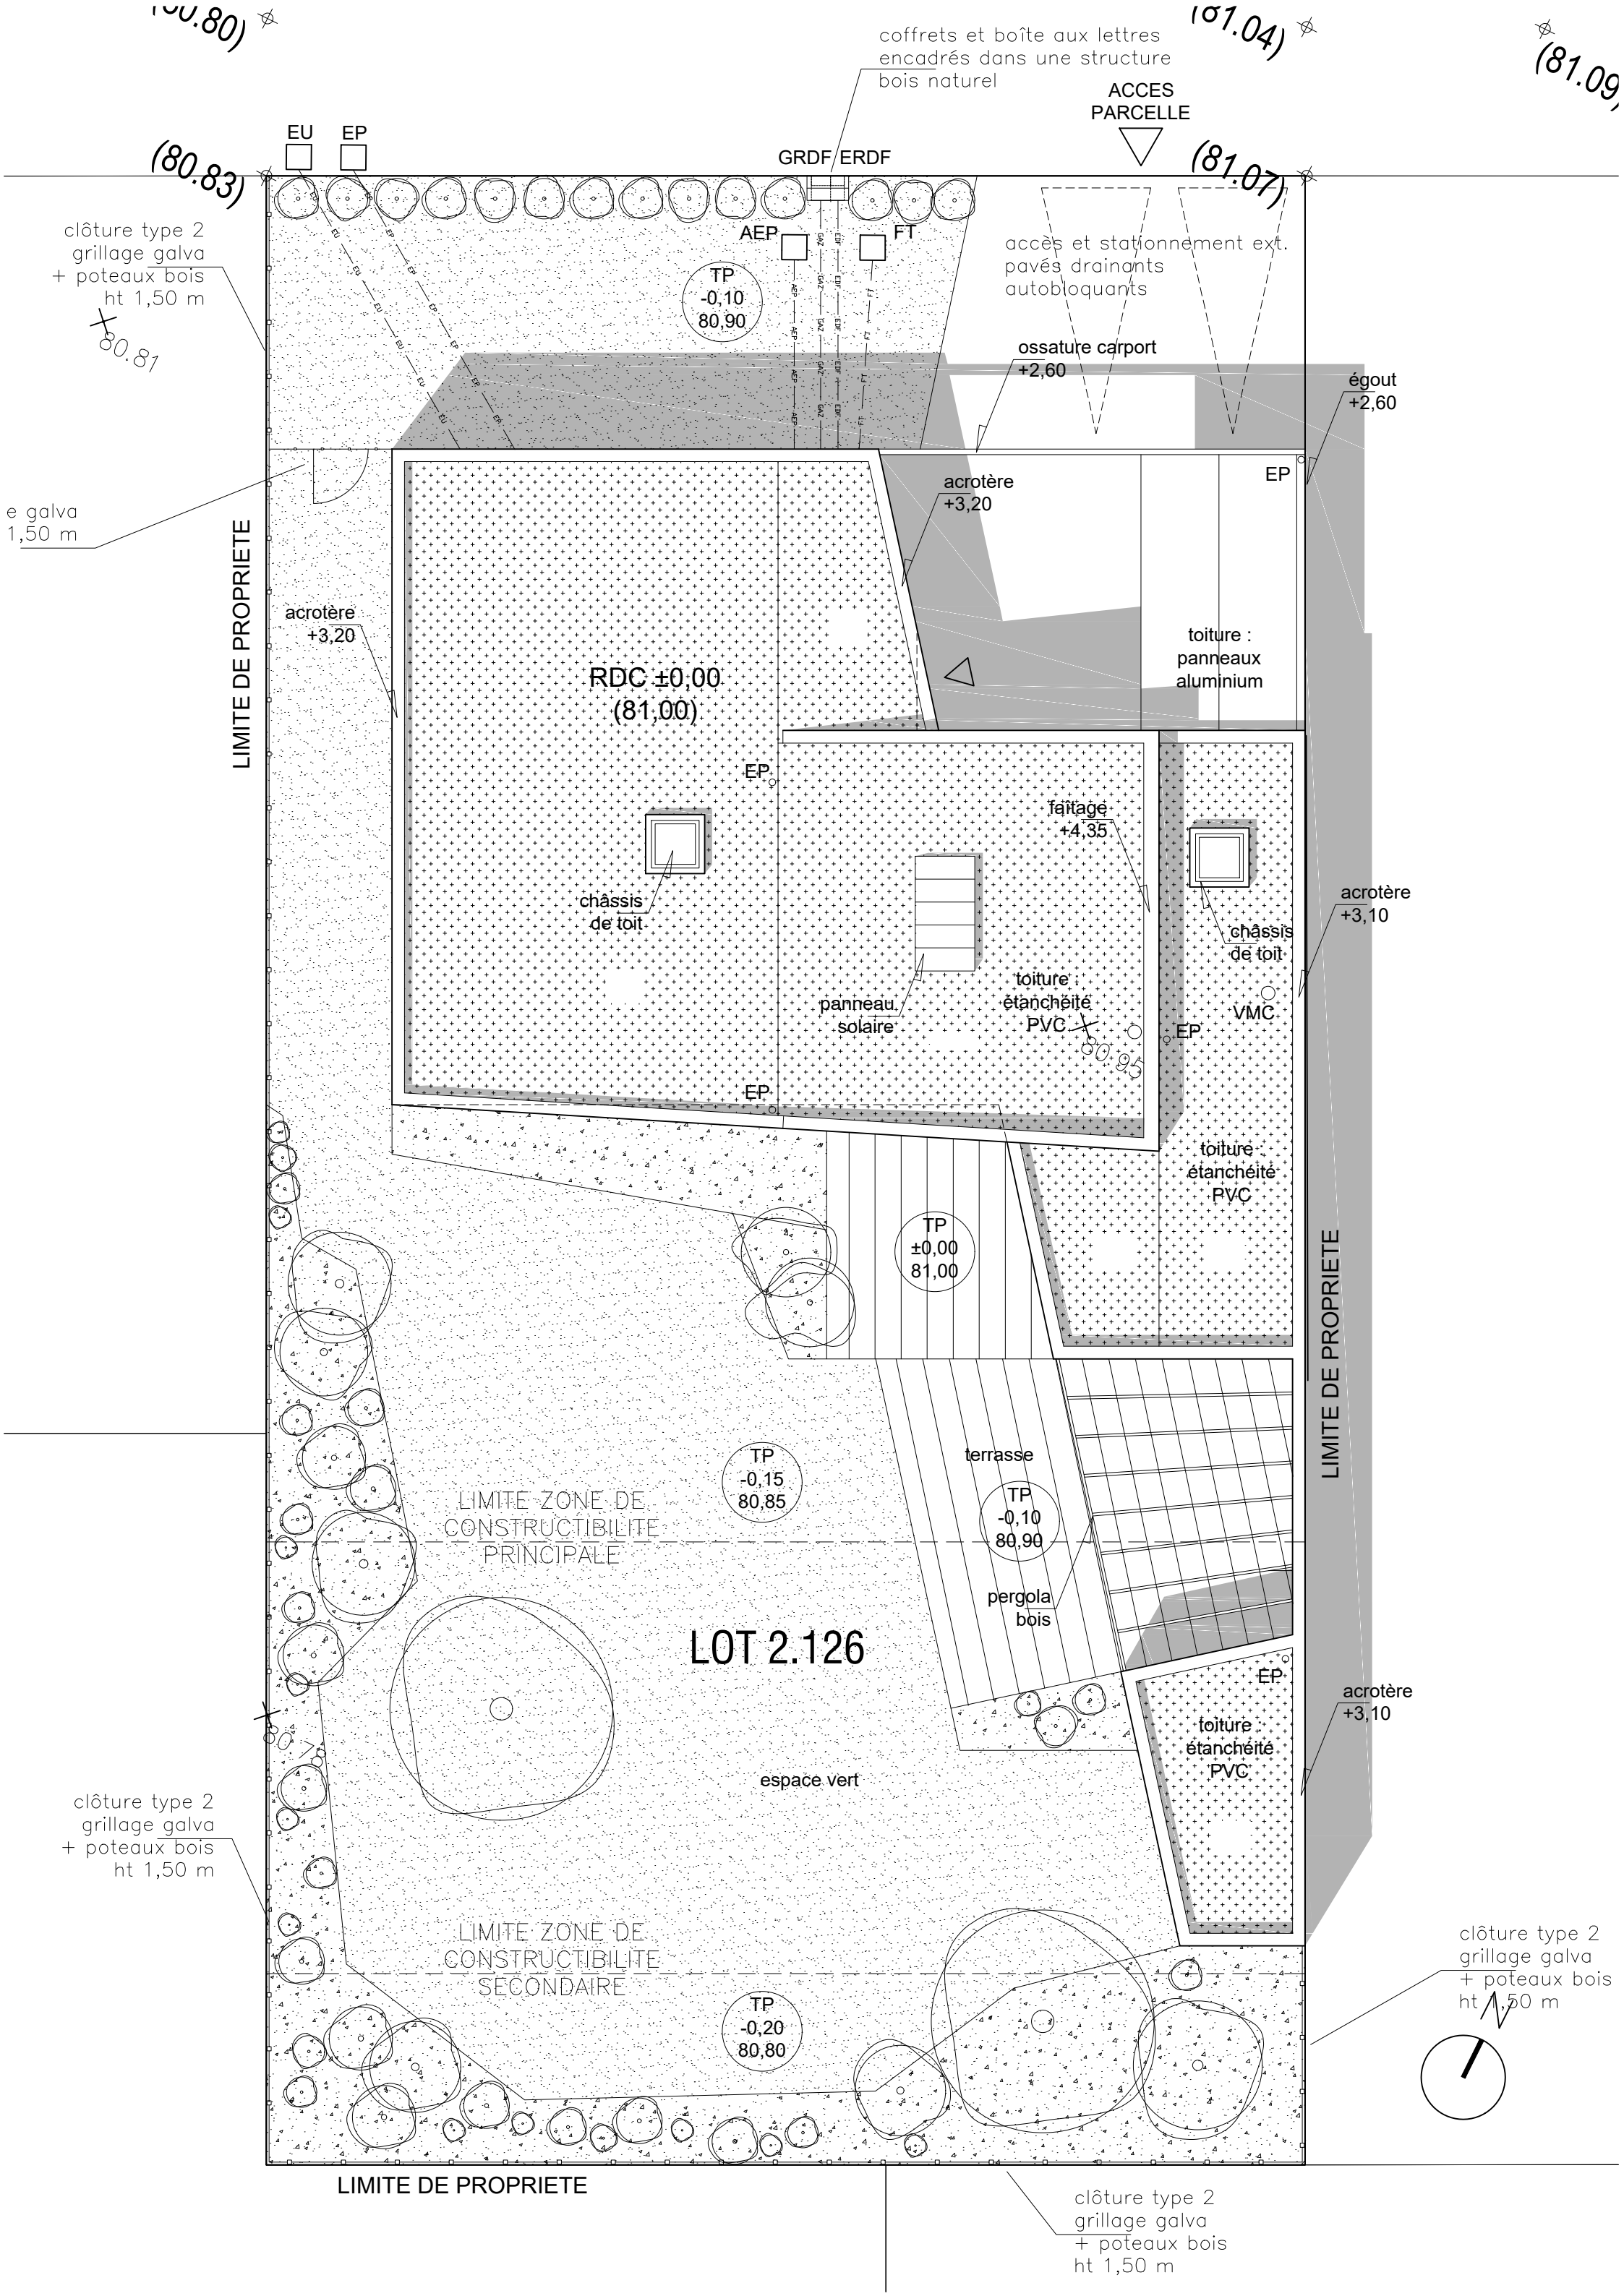 (81.04)
(81.09)
coffrets et boîte aux lettres
encadrés dans une structure
bois naturel
ACCES
PARCELLE
EU
EP
GRDF
ERDF
(80.83)
(81.07)
clôture type 2
grillage galva
+ poteaux bois
ht 1,50 m
80.81
AEP
FT
TP
-0,10
80,90
EU
EP
AEP
GAZ
EDF
FT
accès et stationnement ext.
pavés drainants
autobloquants
ossature carport
+2,60
égout
+2,60
EP
acrotère
+3,20
e galva
1,50 m
LIMITE DE PROPRIETE
acrotère
+3,20
RDC ±0,00
(81,00)
toiture :
panneaux
aluminium
EP
faîtage
+4,35
châssis
de toit
acrotère
+3,10
châssis
de toit
panneau
solaire
toiture :
étanchéité
PVC
80.95
VMC
EP
EP
toiture :
étanchéité
PVC
TP
±0,00
81,00
LIMITE DE PROPRIETE
TP
-0,15
80,85
terrasse
TP
-0,10
80,90
LIMITE ZONE DE
CONSTRUCTIBILITE
PRINCIPALE
pergola
bois
LOT 2.126
EP
acrotère
+3,10
toiture :
étanchéité
PVC
espace vert
clôture type 2
grillage galva
+ poteaux bois
ht 1,50 m
LIMITE ZONE DE
CONSTRUCTIBILITE
SECONDAIRE
TP
-0,20
80,80
clôture type 2
grillage galva
+ poteaux bois
ht 1,50 m
N
LIMITE DE PROPRIETE
clôture type 2
grillage galva
+ poteaux bois
ht 1,50 m